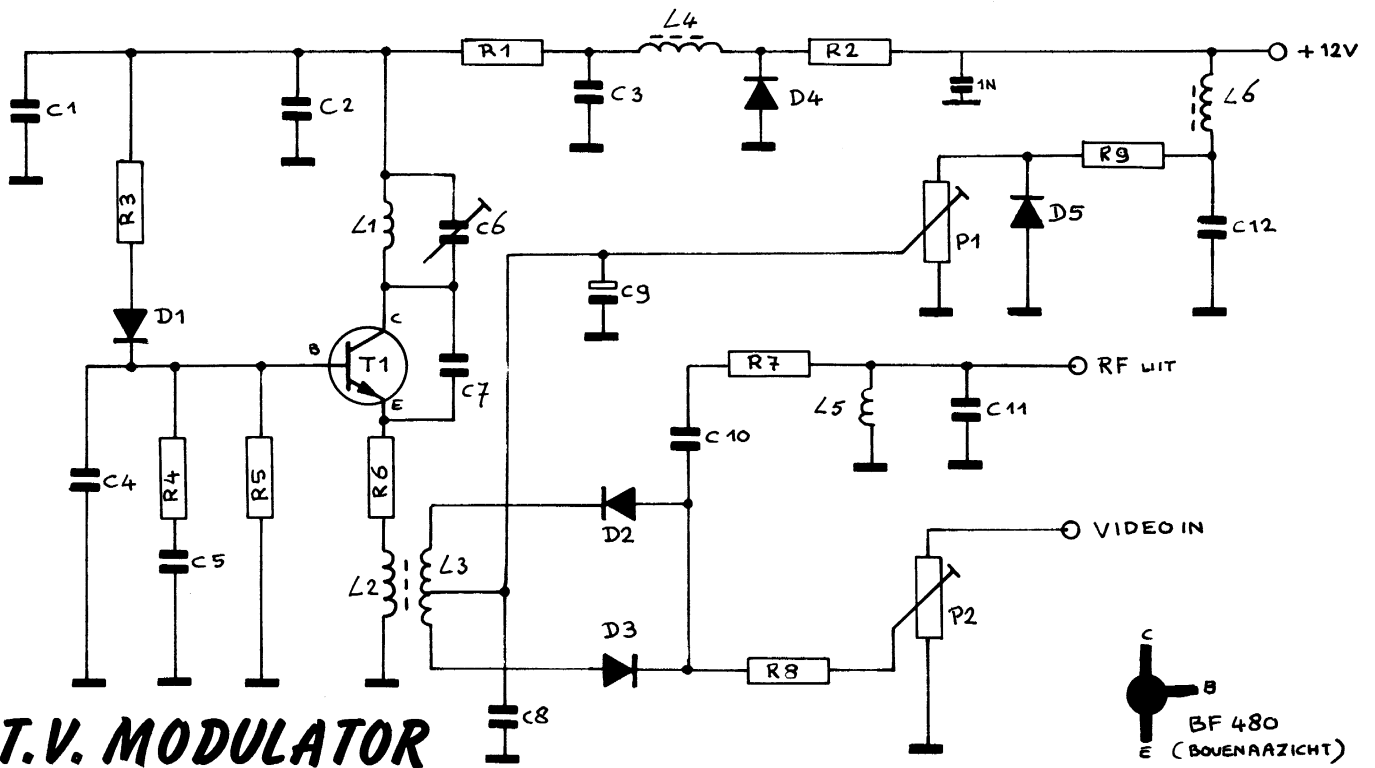 L4
R1
R2
+12V
C1
C2
C3
D4
1N
L6
R3
R9
L1
C6
P1
D5
C12
D1
C9
C
B
T1
E
C7
R7
RF UIT
L5
C11
C10
C4
R4
R5
R6
D2
VIDEO IN
C5
L2
L3
P2
D3
R8
C
B
E
C8
BF 480
(BOVENAAZICHT)
T.V. MODULATOR